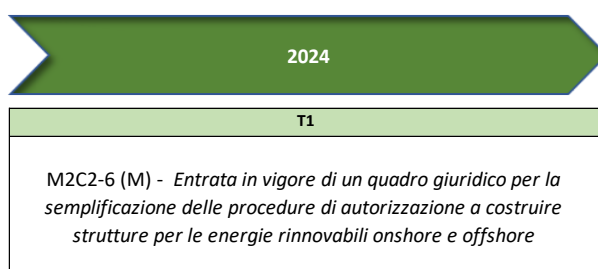 2024
T1
M2C2-6 (M) - Entrata in vigore di un quadro giuridico per la
semplificazione delle procedure di autorizzazione a costruire
strutture per le energie rinnovabili onshore e offshore